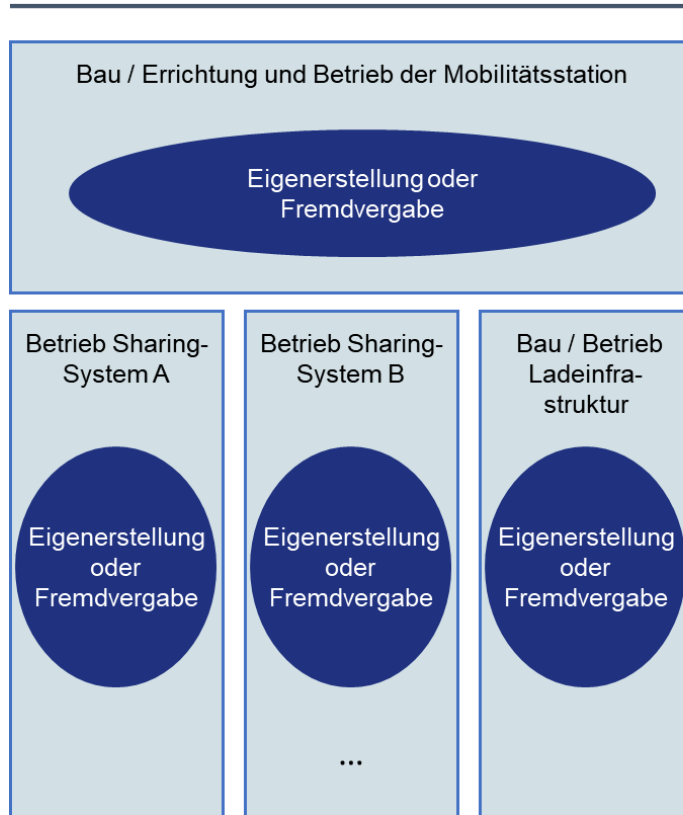 Bau / Errichtung und Betrieb der Mobilitätsstation
Eigenerstellung oder
Fremdvergabe
Betrieb Sharing-
System A
Eigenerstellung
oder
Fremdvergabe
Betrieb Sharing-
System B
Eigenerstellung
oder
Fremdvergabe
...
Bau / Betrieb
Ladeinfra-
struktur
Eigenerstellung
oder
Fremdvergabe